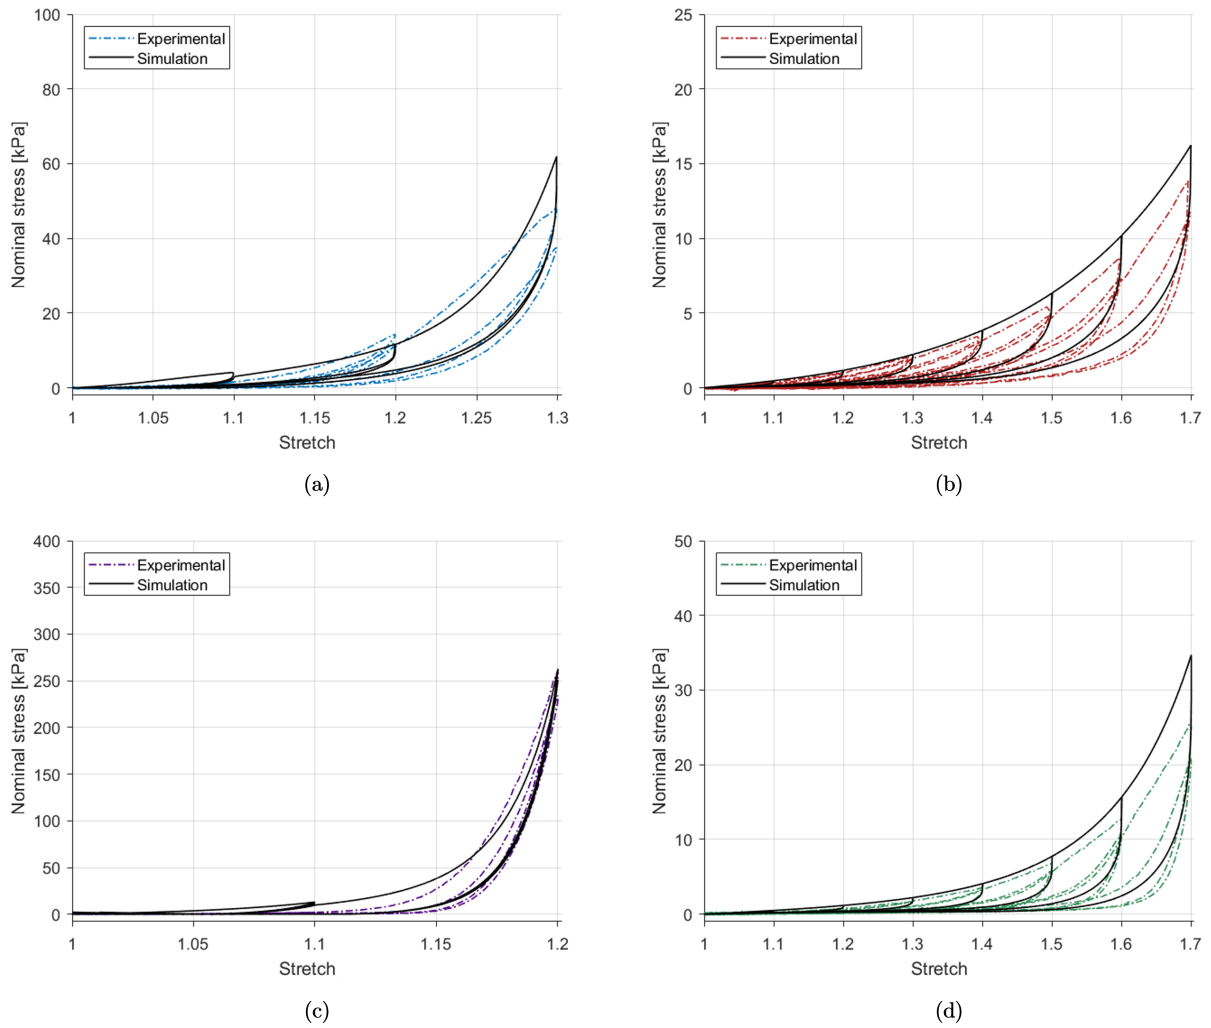 100
80
60
40
20
0
Nominal stress [kPa]
Experimental
Simulation
1 1.05 1.1 1.15 1.2 1.25 1.3
Stretch
(a)
25
20
15
10
5
0
Nominal stress [kPa]
Experimental
Simulation
1 1.1 1.2 1.3 1.4 1.5 1.6 1.7
Stretch
(b)
400
350
300
250
200
150
100
50
0
Nominal stress [kPa]
Experimental
Simulation
1 1.05 1.1 1.15 1.2
Stretch
(c)
50
40
30
20
10
0
Nominal stress [kPa]
Experimental
Simulation
1 1.1 1.2 1.3 1.4 1.5 1.6 1.7
Stretch
(d)